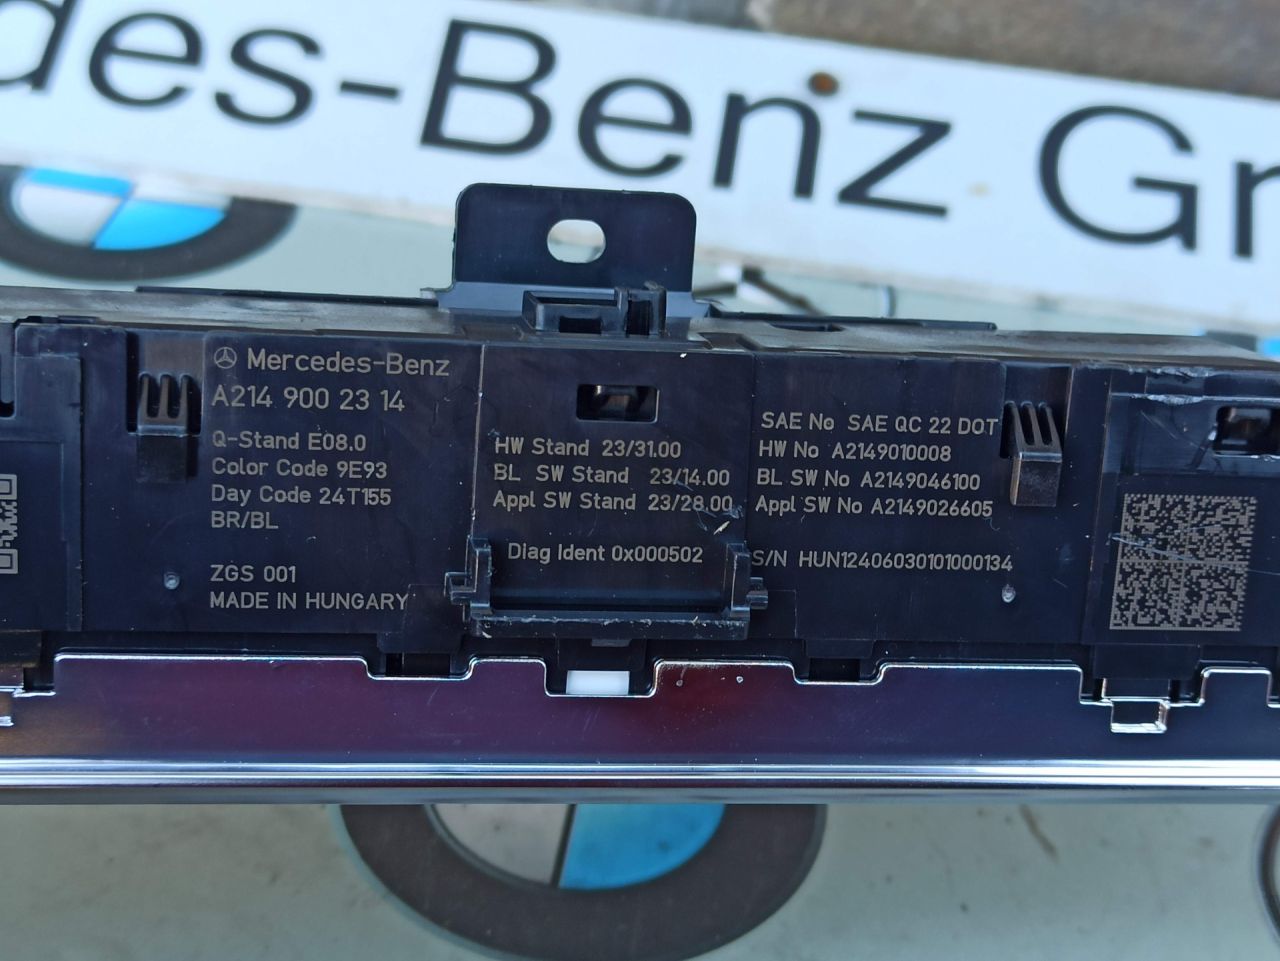 des-Benz Gr
Mercedes-Benz
A214 900 23 14
Q-Stand E08.0
Color Code 9E93
Day Code 24T155
BR/BL
ZGS 001
MADE IN HUNGARY
HW Stand 23/31.00
BL SW Stand 23/14.00
Appl SW Stand 23/28.00
Diag Ident 0x000502
SAE No SAE QC 22 DOT
HW No A2149010008
BL SW No A2149046100
Appl SW No A2149026605
S/N HUN12406030101000134